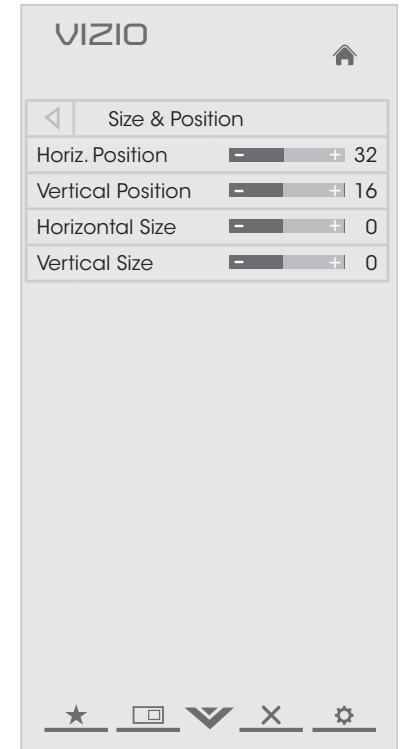 VIZIO
Size & Position
Horiz. Position - + 32
Vertical Position - + 16
Horizontal Size - + 0
Vertical Size - + 0